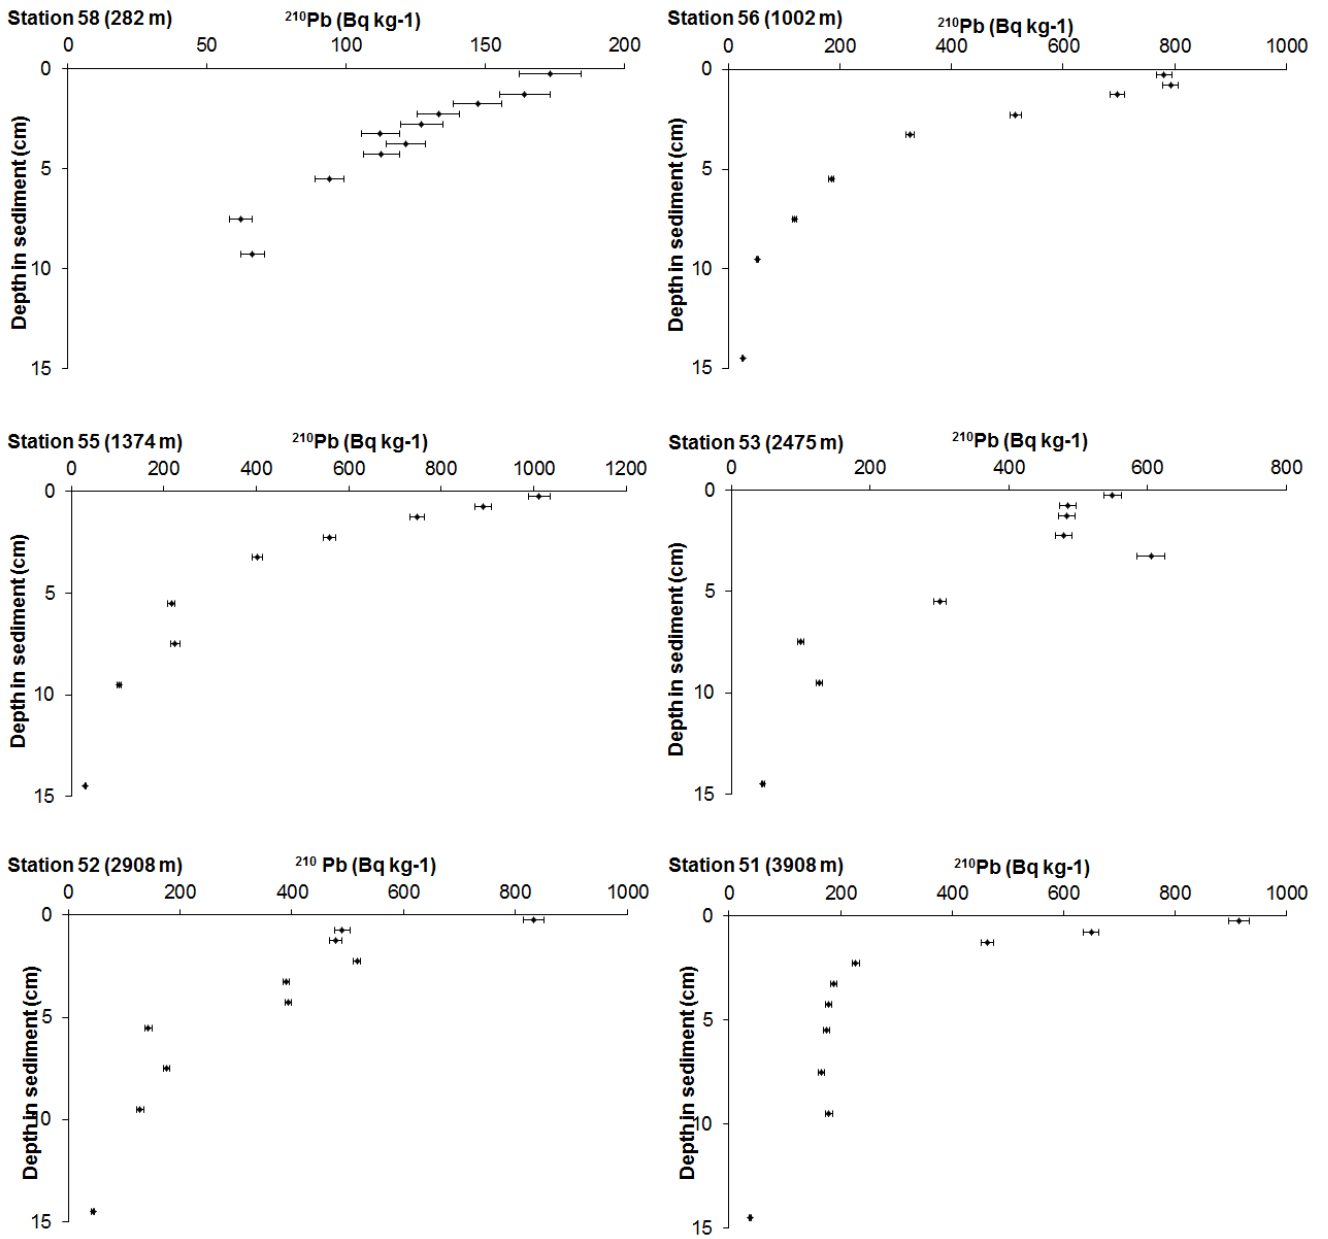 Station 58 (282 m) ²¹⁰Pb (Bq kg-1)
0 50 100 150 200
0
5
10
15
Depth in sediment (cm)
Station 56 (1002 m) ²¹⁰Pb (Bq kg-1)
0 200 400 600 800 1000
0
5
10
15
Depth in sediment (cm)
Station 55 (1374 m) ²¹⁰Pb (Bq kg-1)
0 200 400 600 800 1000 1200
0
5
10
15
Depth in sediment (cm)
Station 53 (2475 m) ²¹⁰Pb (Bq kg-1)
0 200 400 600 800
0
5
10
15
Depth in sediment (cm)
Station 52 (2908 m) ²¹⁰ Pb (Bq kg-1)
0 200 400 600 800 1000
0
5
10
15
Depth in sediment (cm)
Station 51 (3908 m) ²¹⁰Pb (Bq kg-1)
0 200 400 600 800 1000
0
5
10
15
Depth in sediment (cm)